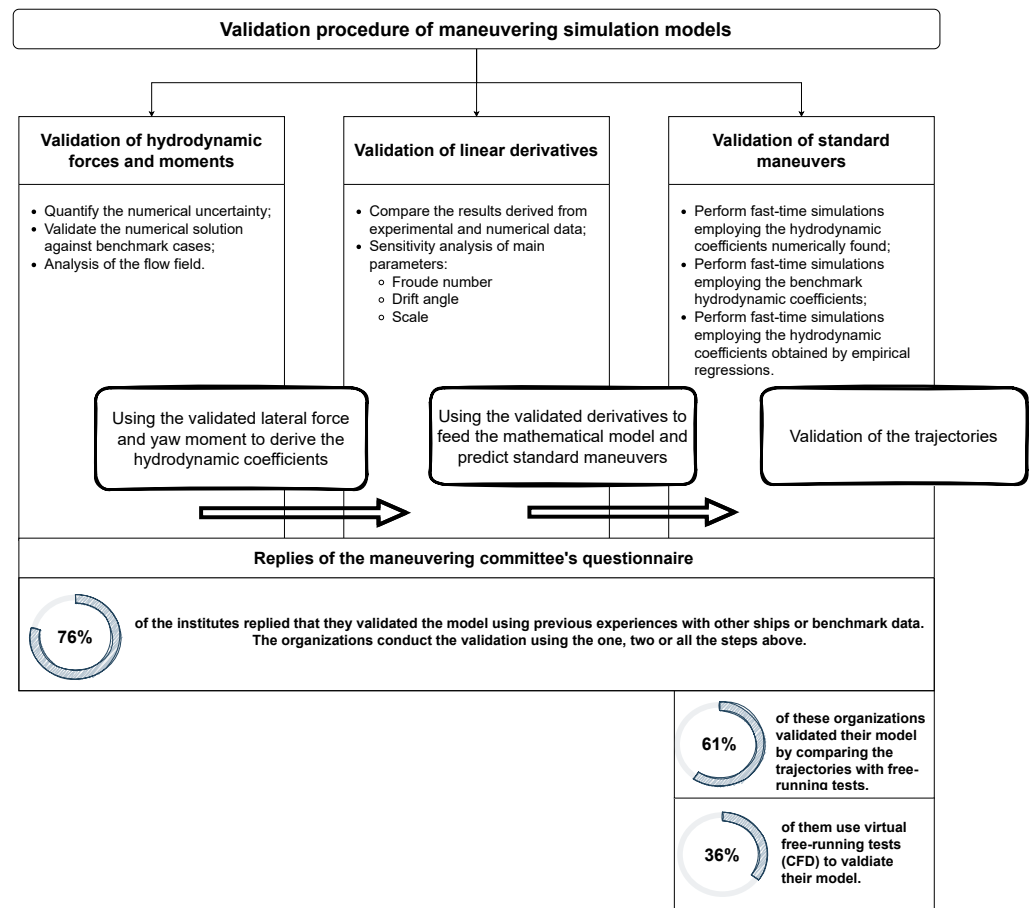 Validation procedure of maneuvering simulation models
Validation of hydrodynamic
forces and moments
• Quantify the numerical uncertainty;
• Validate the numerical solution
against benchmark cases;
• Analysis of the flow field.
Validation of linear derivatives
• Compare the results derived from
experimental and numerical data;
• Sensitivity analysis of main
parameters:
◦ Froude number
◦ Drift angle
◦ Scale
Validation of standard
maneuvers
• Perform fast-time simulations
employing the hydrodynamic
coefficients numerically found;
• Perform fast-time simulations
employing the benchmark
hydrodynamic coefficients;
• Perform fast-time simulations
employing the hydrodynamic
coefficients obtained by empirical
regressions.
Using the validated lateral force
and yaw moment to derive the
hydrodynamic coefficients
Using the validated derivatives to
feed the mathematical model and
predict standard maneuvers
Validation of the trajectories
Replies of the maneuvering committee's questionnaire
76%
of the institutes replied that they validated the model using previous experiences with other ships or benchmark data.
The organizations conduct the validation using the one, two or all the steps above.
61%
of these organizations
validated their model
by comparing the
trajectories with free-
running tests.
36%
of them use virtual
free-running tests
(CFD) to valdiate
their model.